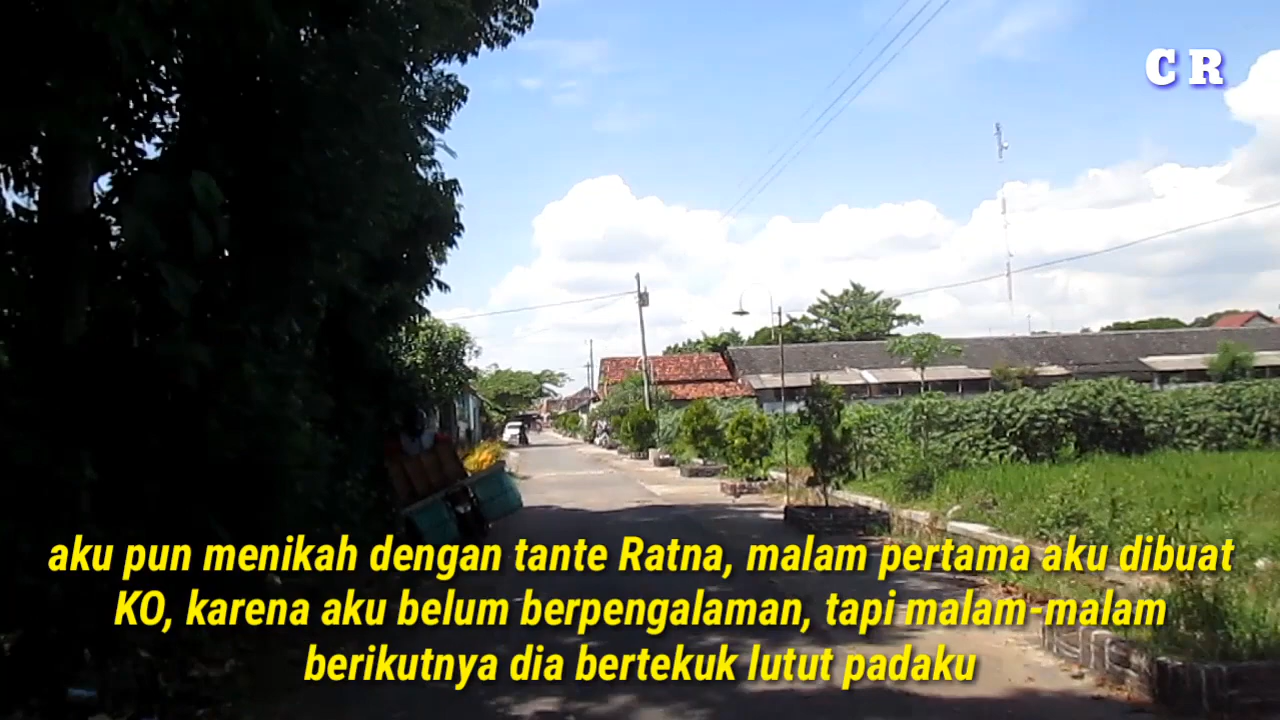 C R
aku pun menikah dengan tante Ratna, malam pertama aku dibuat
KO, karena aku belum berpengalaman, tapi malam-malam
berikutnya dia bertekuk lutut padaku